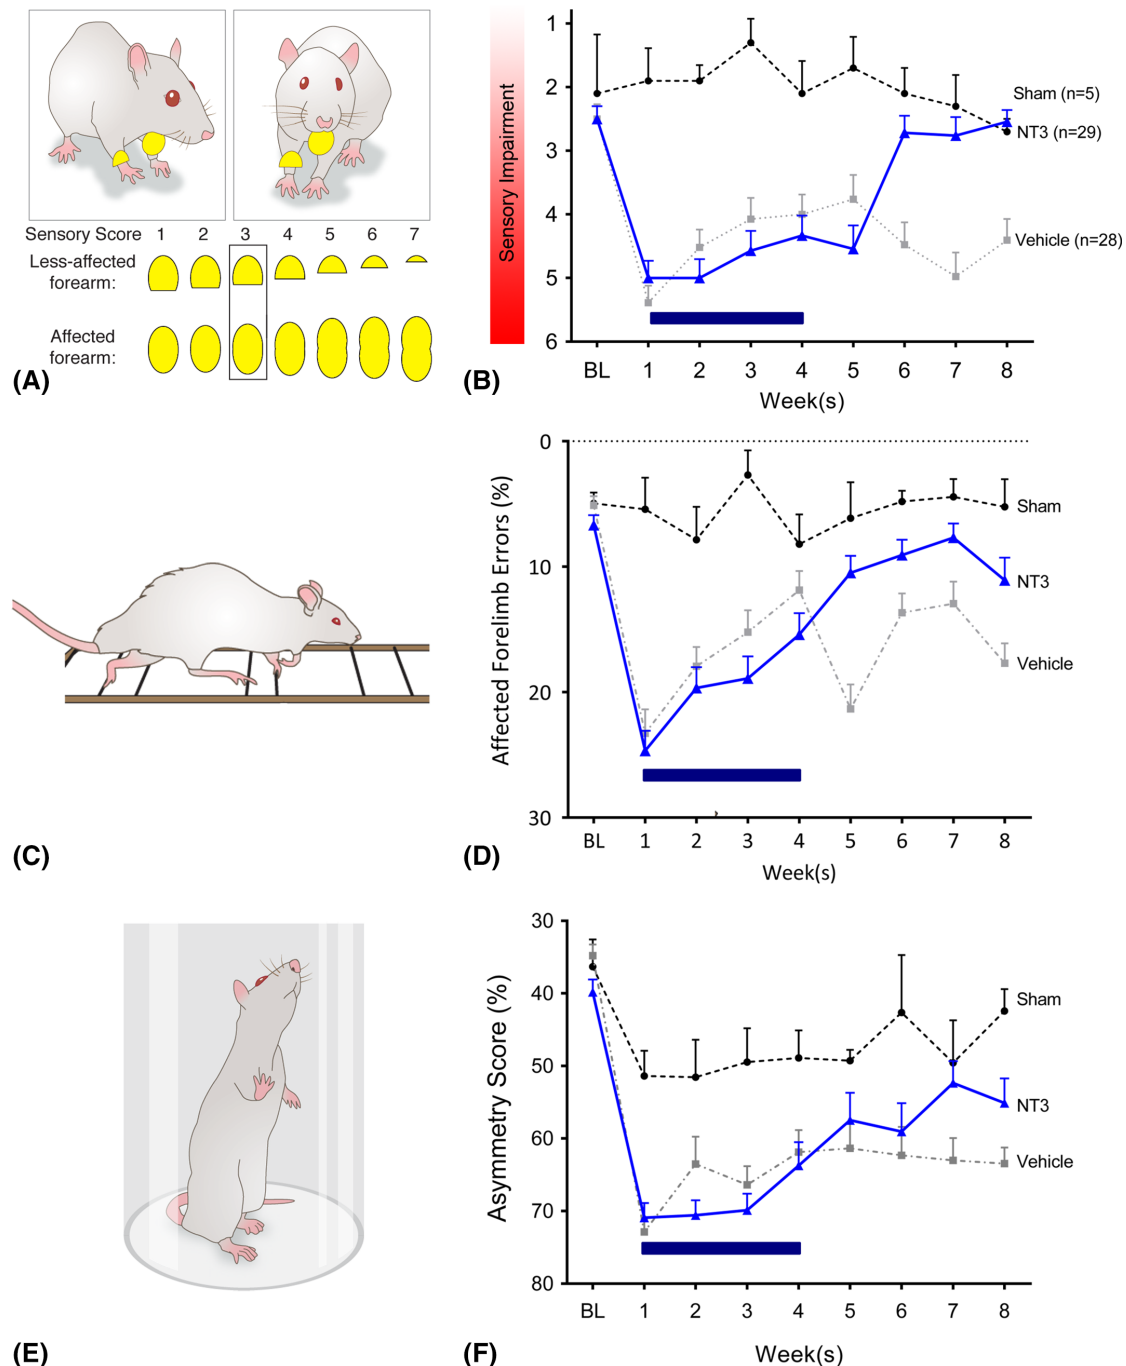 Sensory Score 1 2 3 4 5 6 7
Less-affected
forearm:
Affected
forearm:
(A)
Sensory Impairment
1
2
3
4
5
6
Sham (n=5)
NT3 (n=29)
Vehicle (n=28)
BL 1 2 3 4 5 6 7 8
Week(s)
(B)
(C)
Affected Forelimb Errors (%)
0
10
20
30
Sham
NT3
Vehicle
BL 1 2 3 4 5 6 7 8
Week(s)
(D)
(E)
Asymmetry Score (%)
30
40
50
60
70
80
Sham
NT3
Vehicle
BL 1 2 3 4 5 6 7 8
Week(s)
(F)